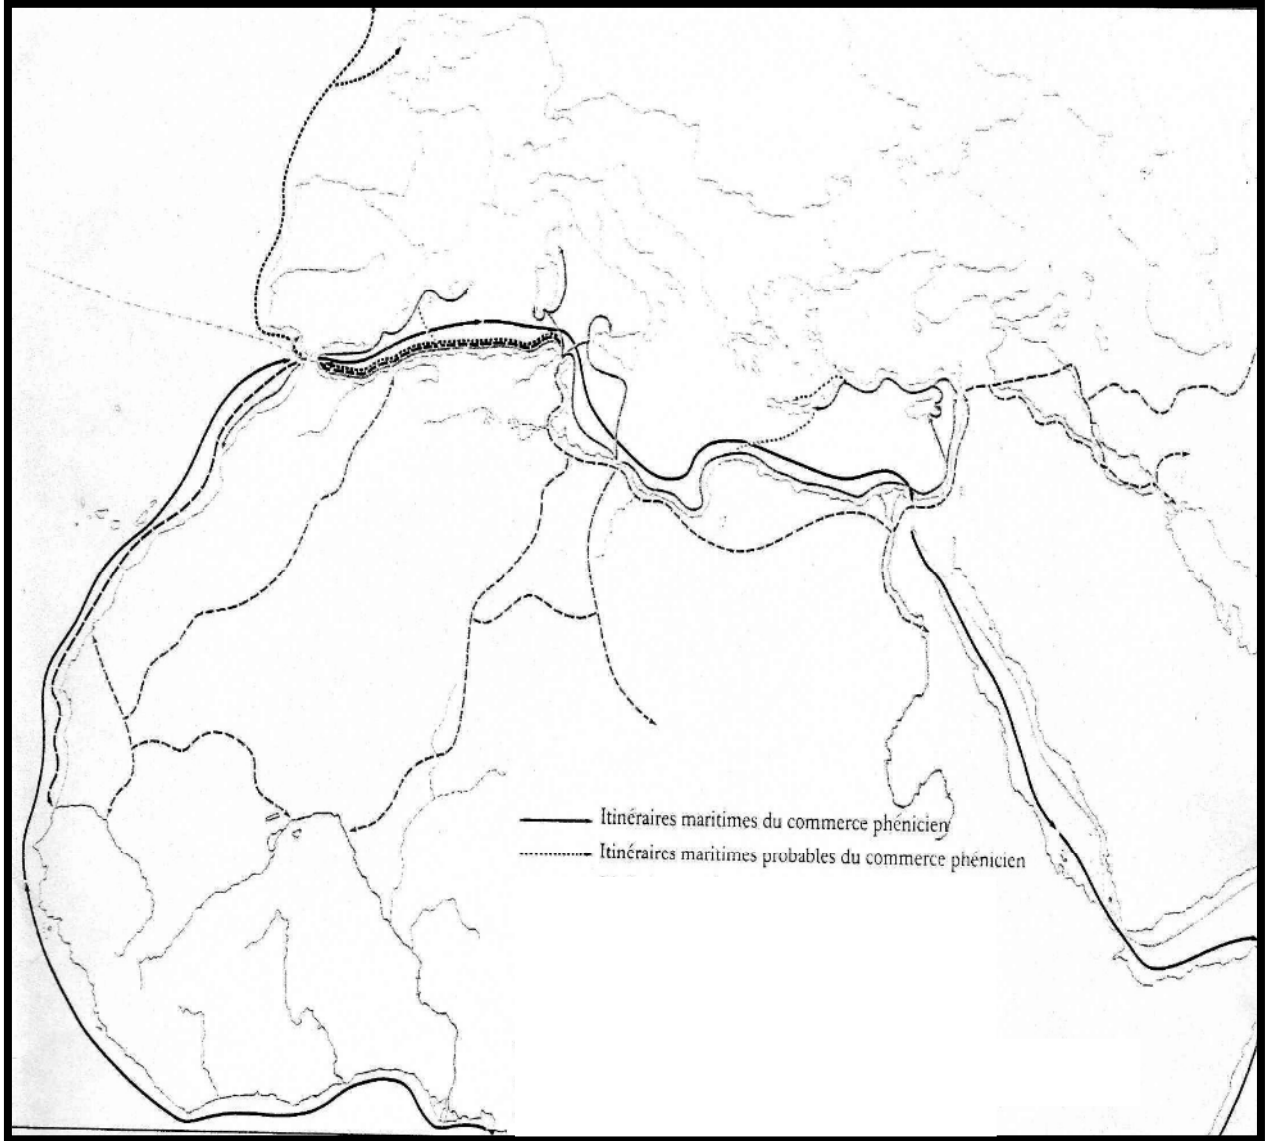 Itinéraires maritimes du commerce phénicien
Itinéraires maritimes probables du commerce phénicien